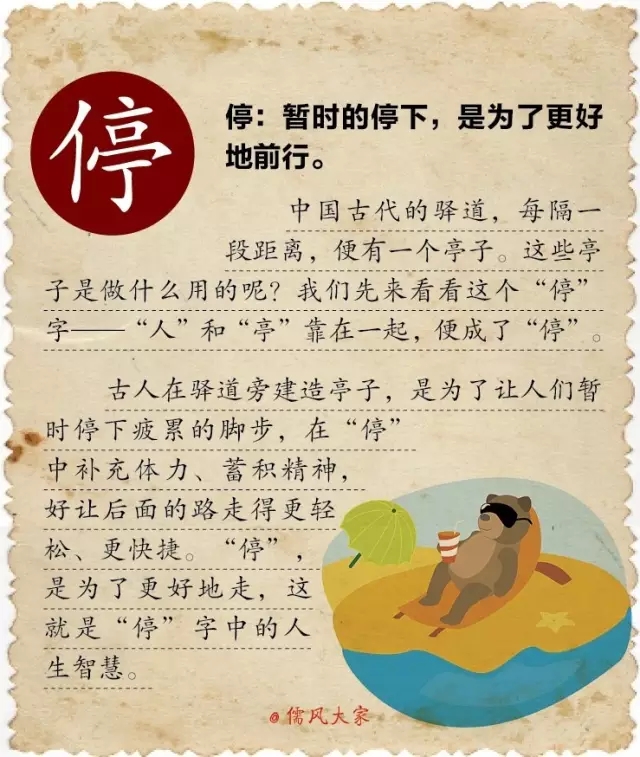 停
停：暂时的停下，是为了更好
地前行。
中国古代的驿道，每隔一
段距离，便有一个亭子。这些亭
子是做什么用的呢？我们先来看看这个“停”
字——“人”和“亭”靠在一起，便成了“停”。
古人在驿道旁建造亭子，是为了让人们暂
时停下疲累的脚步，在“停”
中补充体力、蓄积精神，
好让后面的路走得更轻
松、更快捷。“停”，
是为了更好地走，这
就是“停”字中的人
生智慧。
@儒风大家